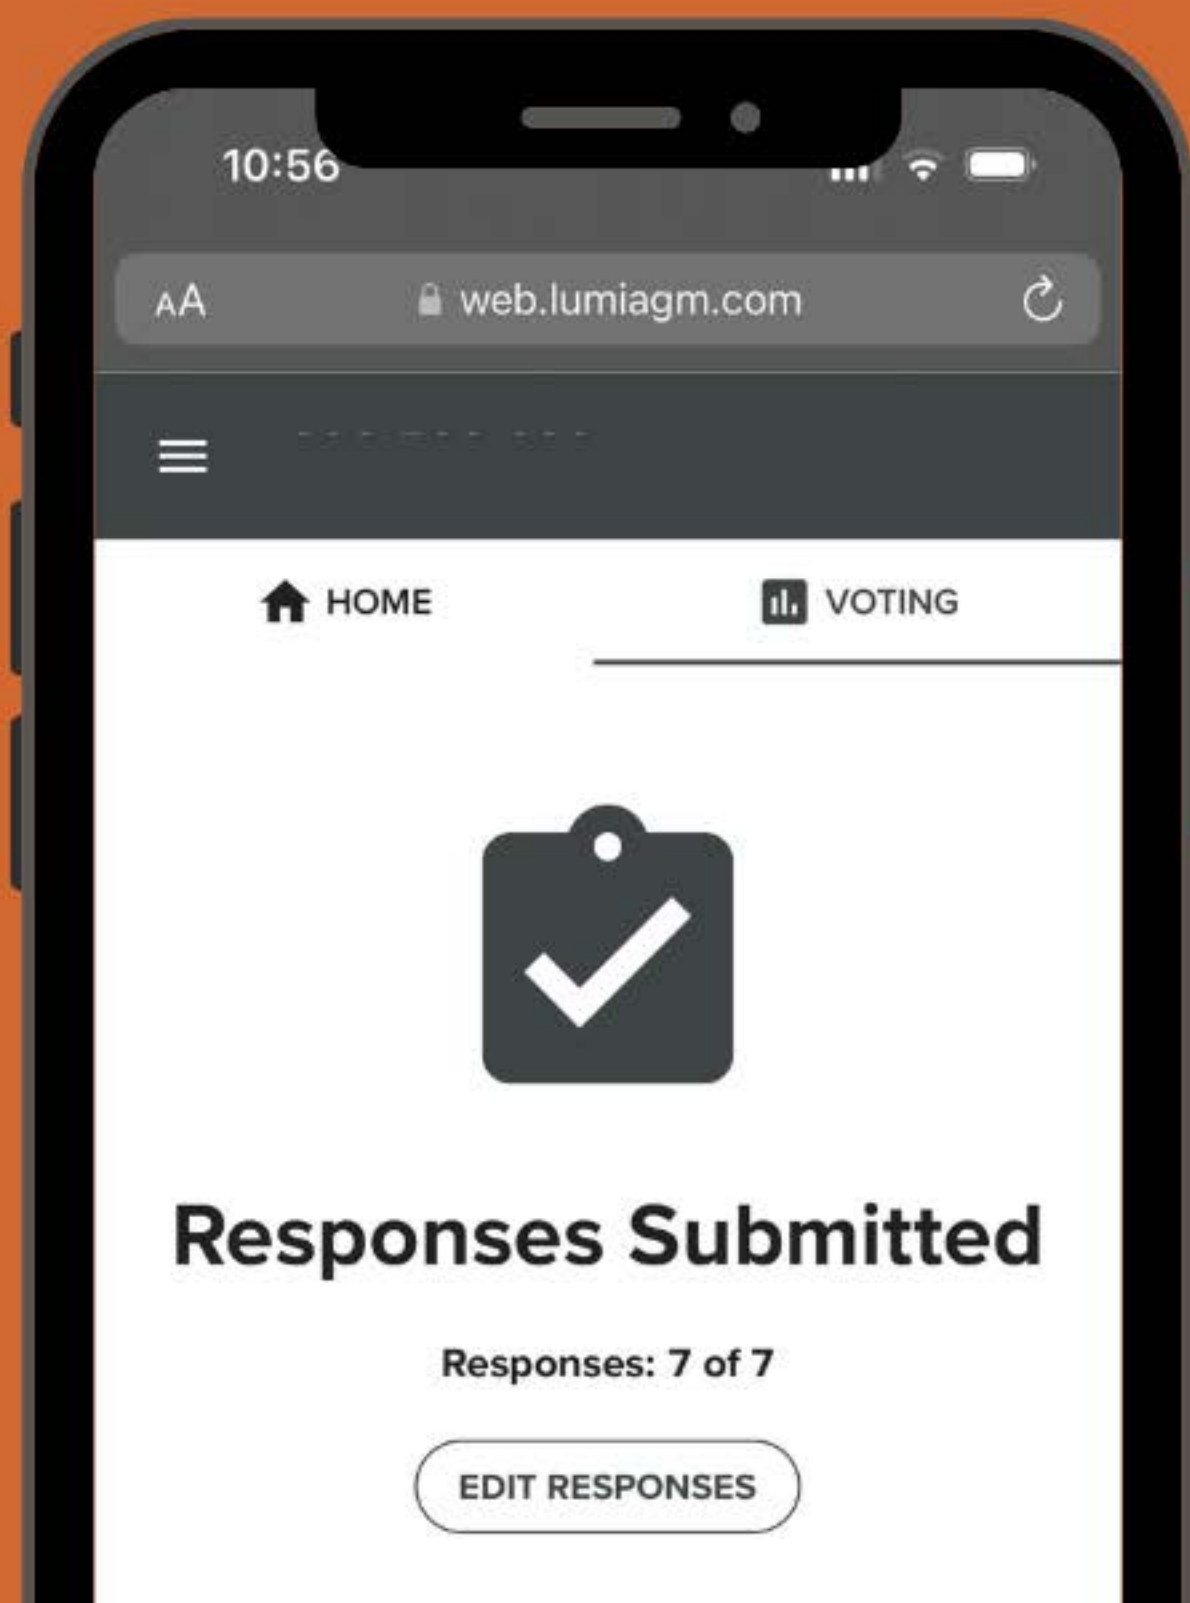 10:56
AA web.lumiagm.com
HOME VOTING
Responses Submitted
Responses: 7 of 7
EDIT RESPONSES